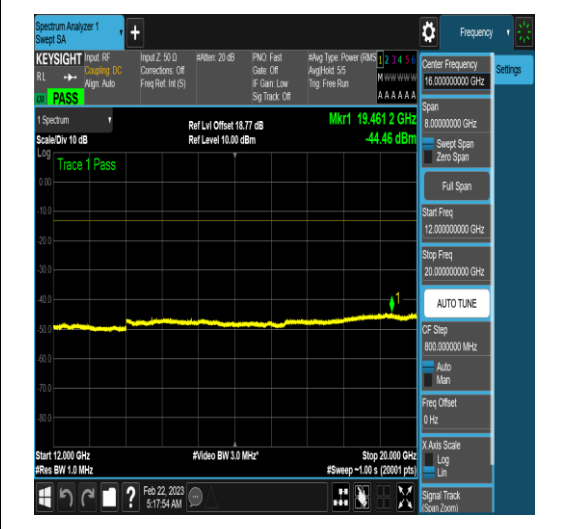 Spectrum Analyzer 1
Swept SA
Frequency
KEYSIGHT
RL
PASS
Input: RF
Coupling: DC
Align: Auto
Input Z: 50 Ω
Corrections: Off
Freq Ref: Int (S)
#Atten: 20 dB
PNO: Fast
Gate: Off
IF Gain: Low
Sig Track: Off
#Avg Type: Power (RMS
Avg|Hold: 5/5
Trig: Free Run
1 2 3 4 5 6
M W W W W W
A A A A A A
Center Frequency
16.000000000 GHz
Settings
Span
8.00000000 GHz
Swept Span
Zero Span
Full Span
Start Freq
12.000000000 GHz
Stop Freq
20.000000000 GHz
AUTO TUNE
CF Step
800.000000 MHz
Auto
Man
Freq Offset
0 Hz
X Axis Scale
Log
Lin
Signal Track
(Span Zoom)
1 Spectrum
Scale/Div 10 dB
Ref Lvl Offset 18.77 dB
Ref Level 10.00 dBm
Mkr1 19.461 2 GHz
-44.46 dBm
Log
Trace 1 Pass
0.00
-10.0
-20.0
-30.0
-40.0
-50.0
-60.0
-70.0
-80.0
1
Start 12.000 GHz
#Res BW 1.0 MHz
#Video BW 3.0 MHz*
Stop 20.000 GHz
#Sweep ~1.00 s (20001 pts)
?
Feb 22, 2023
5:17:54 AM